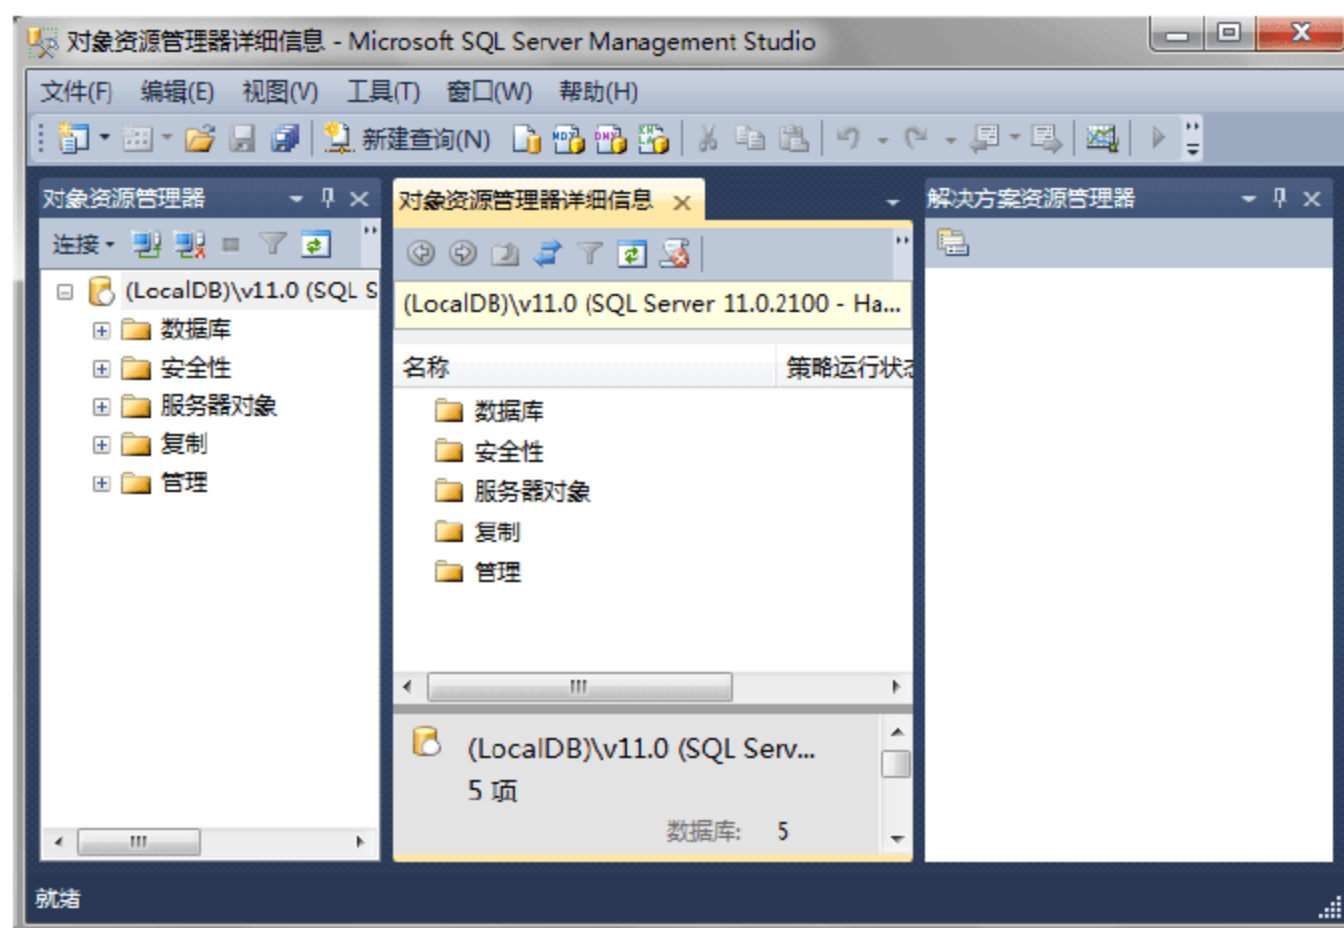 对象资源管理器详细信息 - Microsoft SQL Server Management Studio
文件(F) 编辑(E) 视图(V) 工具(T) 窗口(W) 帮助(H)
新建查询(N)
对象资源管理器
连接
(LocalDB)\v11.0 (SQL S
数据库
安全性
服务器对象
复制
管理
对象资源管理器详细信息
(LocalDB)\v11.0 (SQL Server 11.0.2100 - Ha...
名称 策略运行状态
数据库
安全性
服务器对象
复制
管理
(LocalDB)\v11.0 (SQL Serv...
5 项
数据库: 5
解决方案资源管理器
就绪